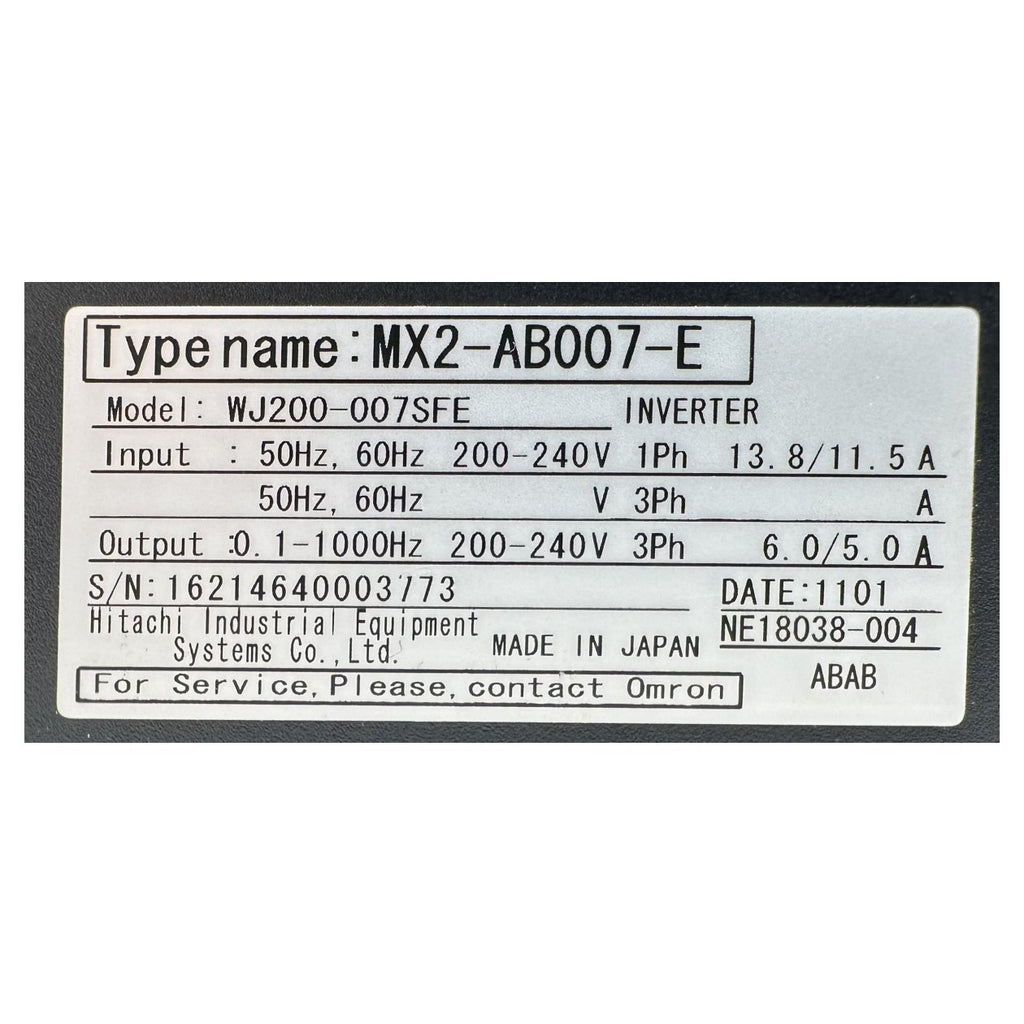 Type name: MX2-AB007-E
Model: WJ200-007SFE INVERTER
Input : 50Hz, 60Hz 200-240V 1Ph 13.8/11.5 A
50Hz, 60Hz V 3Ph A
Output :0.1-1000Hz 200-240V 3Ph 6.0/5.0 A
S/N: 16214640003773 DATE:1101
Hitachi Industrial Equipment
Systems Co.,Ltd. MADE IN JAPAN NE18038-004
For Service, Please, contact Omron ABAB